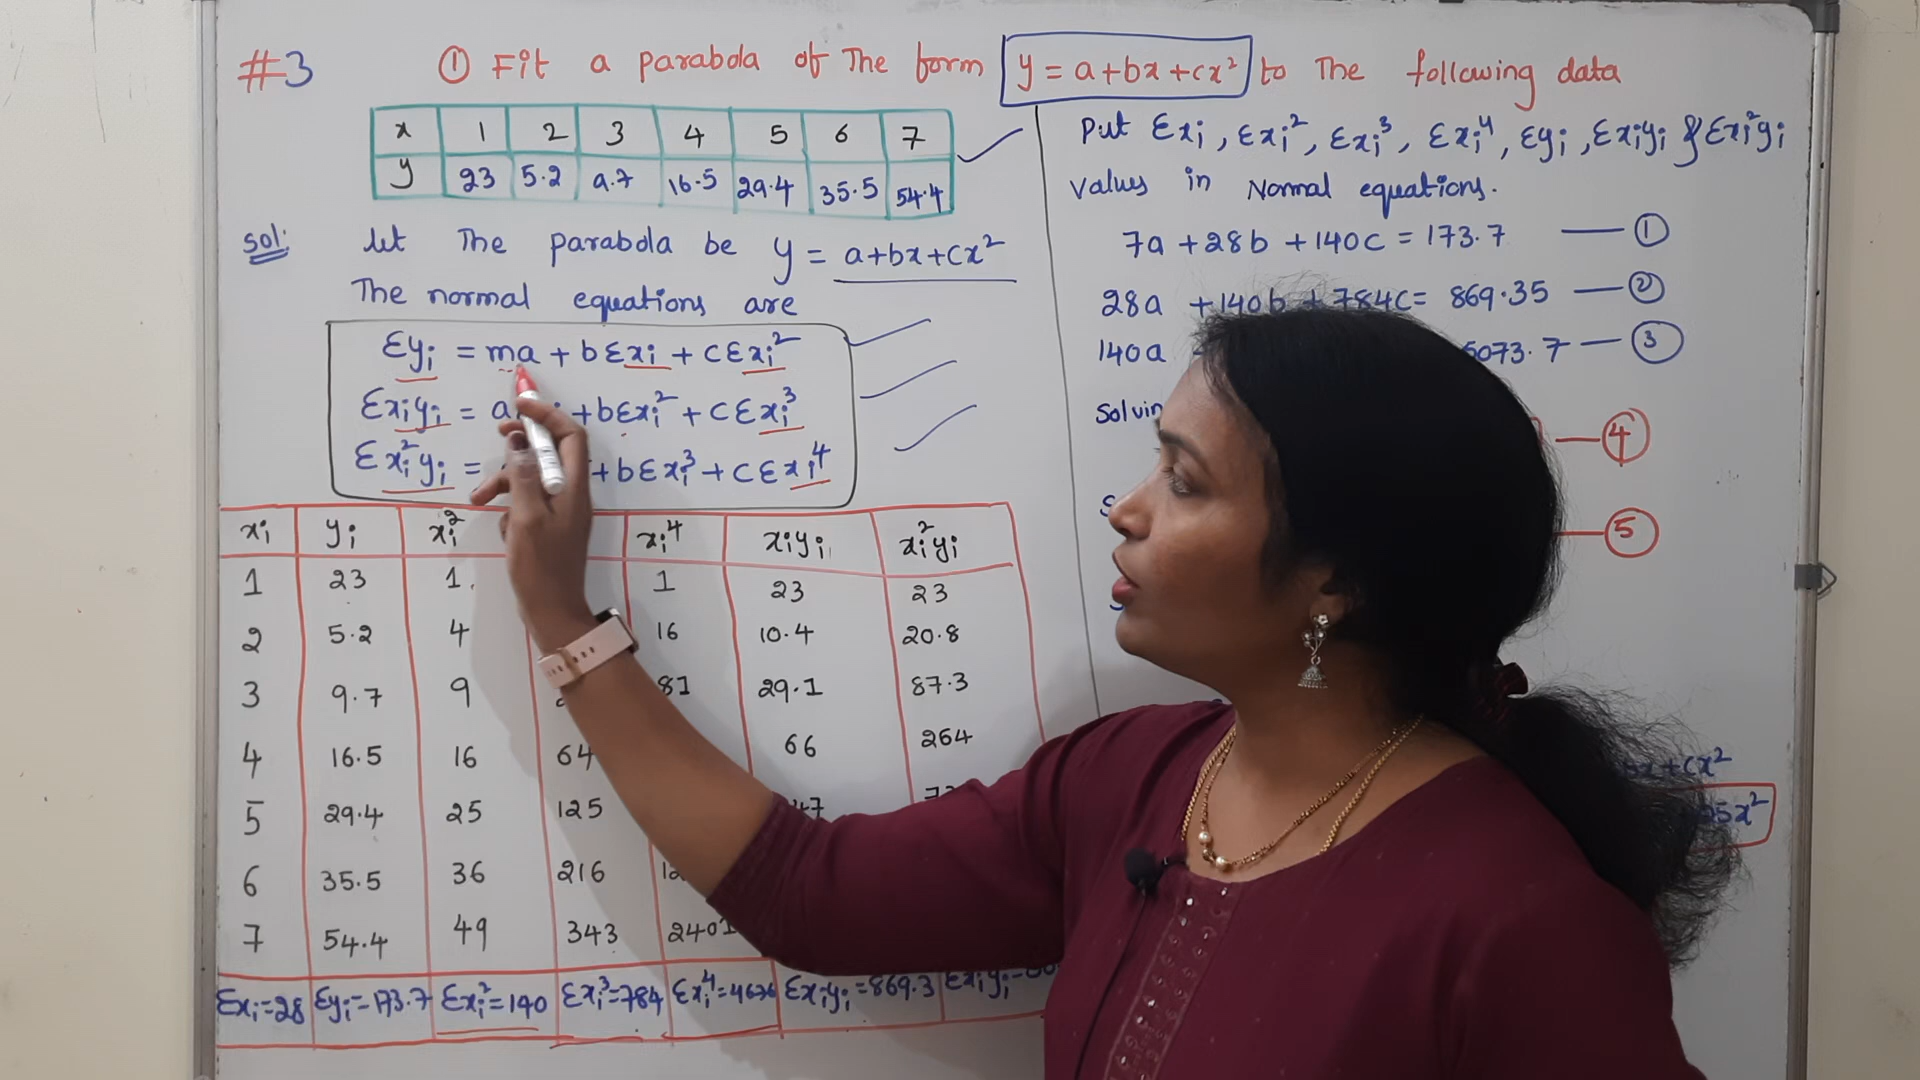 #3 ① Fit a parabola of The form y = a+bx+cx² to The following data
x 1 2 3 4 5 6 7
y 23 5.2 9.7 16.5 29.4 35.5 54.4
Sol: let The parabola be y = a+bx+cx²
The normal equations are
Σyi = ma + bΣxi + cΣxi²
Σxiyi = a +bΣxi² + cΣxi³
Σxi²yi = +bΣxi³ + cΣxi⁴
xi yi xi² xi⁴ xiyi xi²yi
1 23 1 1 23 23
2 5.2 4 16 10.4 20.8
3 9.7 9 81 29.1 87.3
4 16.5 16 64 66 264
5 29.4 25 125
6 35.5 36 216
7 54.4 49 343 2401
Σxi=28 Σyi=173.7 Σxi²=140 Σxi³=784 Σxi⁴=4676 Σxiyi=869.3
Put Σxi, Σxi², Σxi³, Σxi⁴, Σyi, Σxiyi & Σxi²yi
values in Normal equations.
7a + 28b + 140c = 173.7 — ①
28a + 140b + 784c = 869.35 — ②
140a 5073.7 — ③
— ④
— ⑤
+cx²